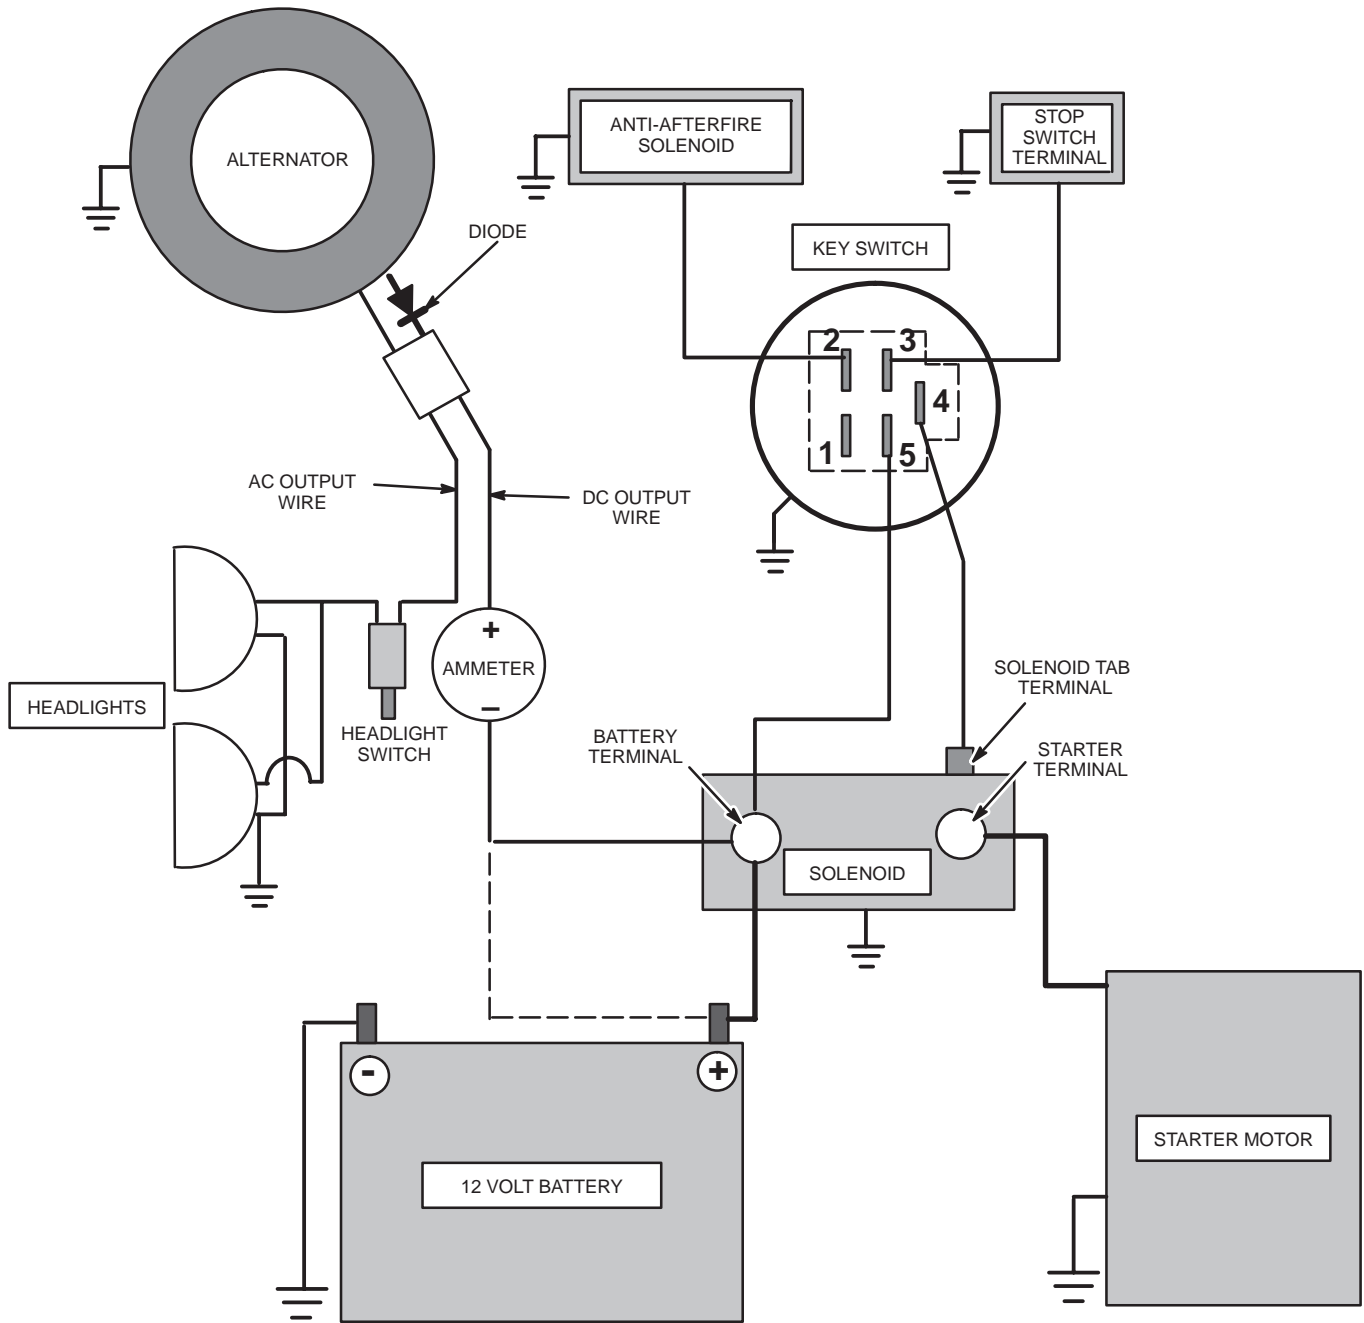 ALTERNATOR
ANTI-AFTERFIRE
SOLENOID
STOP
SWITCH
TERMINAL
DIODE
KEY SWITCH
2
3
4
1
5
AC OUTPUT
WIRE
DC OUTPUT
WIRE
+
AMMETER
–
HEADLIGHTS
HEADLIGHT
SWITCH
SOLENOID TAB
TERMINAL
BATTERY
TERMINAL
STARTER
TERMINAL
SOLENOID
-
+
12 VOLT BATTERY
STARTER MOTOR